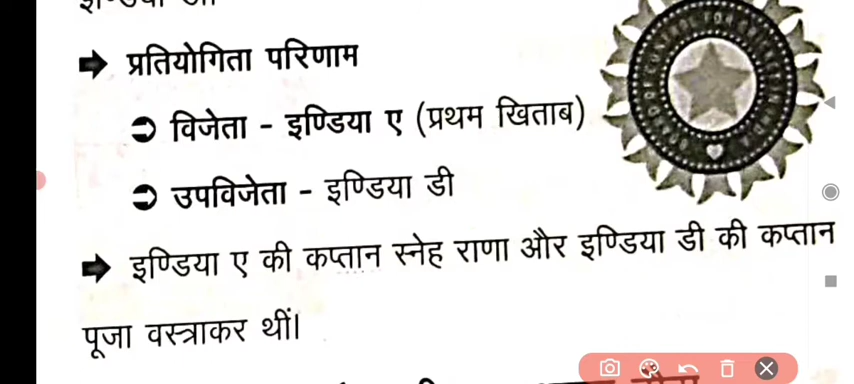 ➡ प्रतियोगिता परिणाम
⊃ विजेता - इण्डिया ए (प्रथम खिताब)
⊃ उपविजेता - इण्डिया डी
➡ इण्डिया ए की कप्तान स्नेह राणा और इण्डिया डी की कप्तान
पूजा वस्त्राकर थीं।